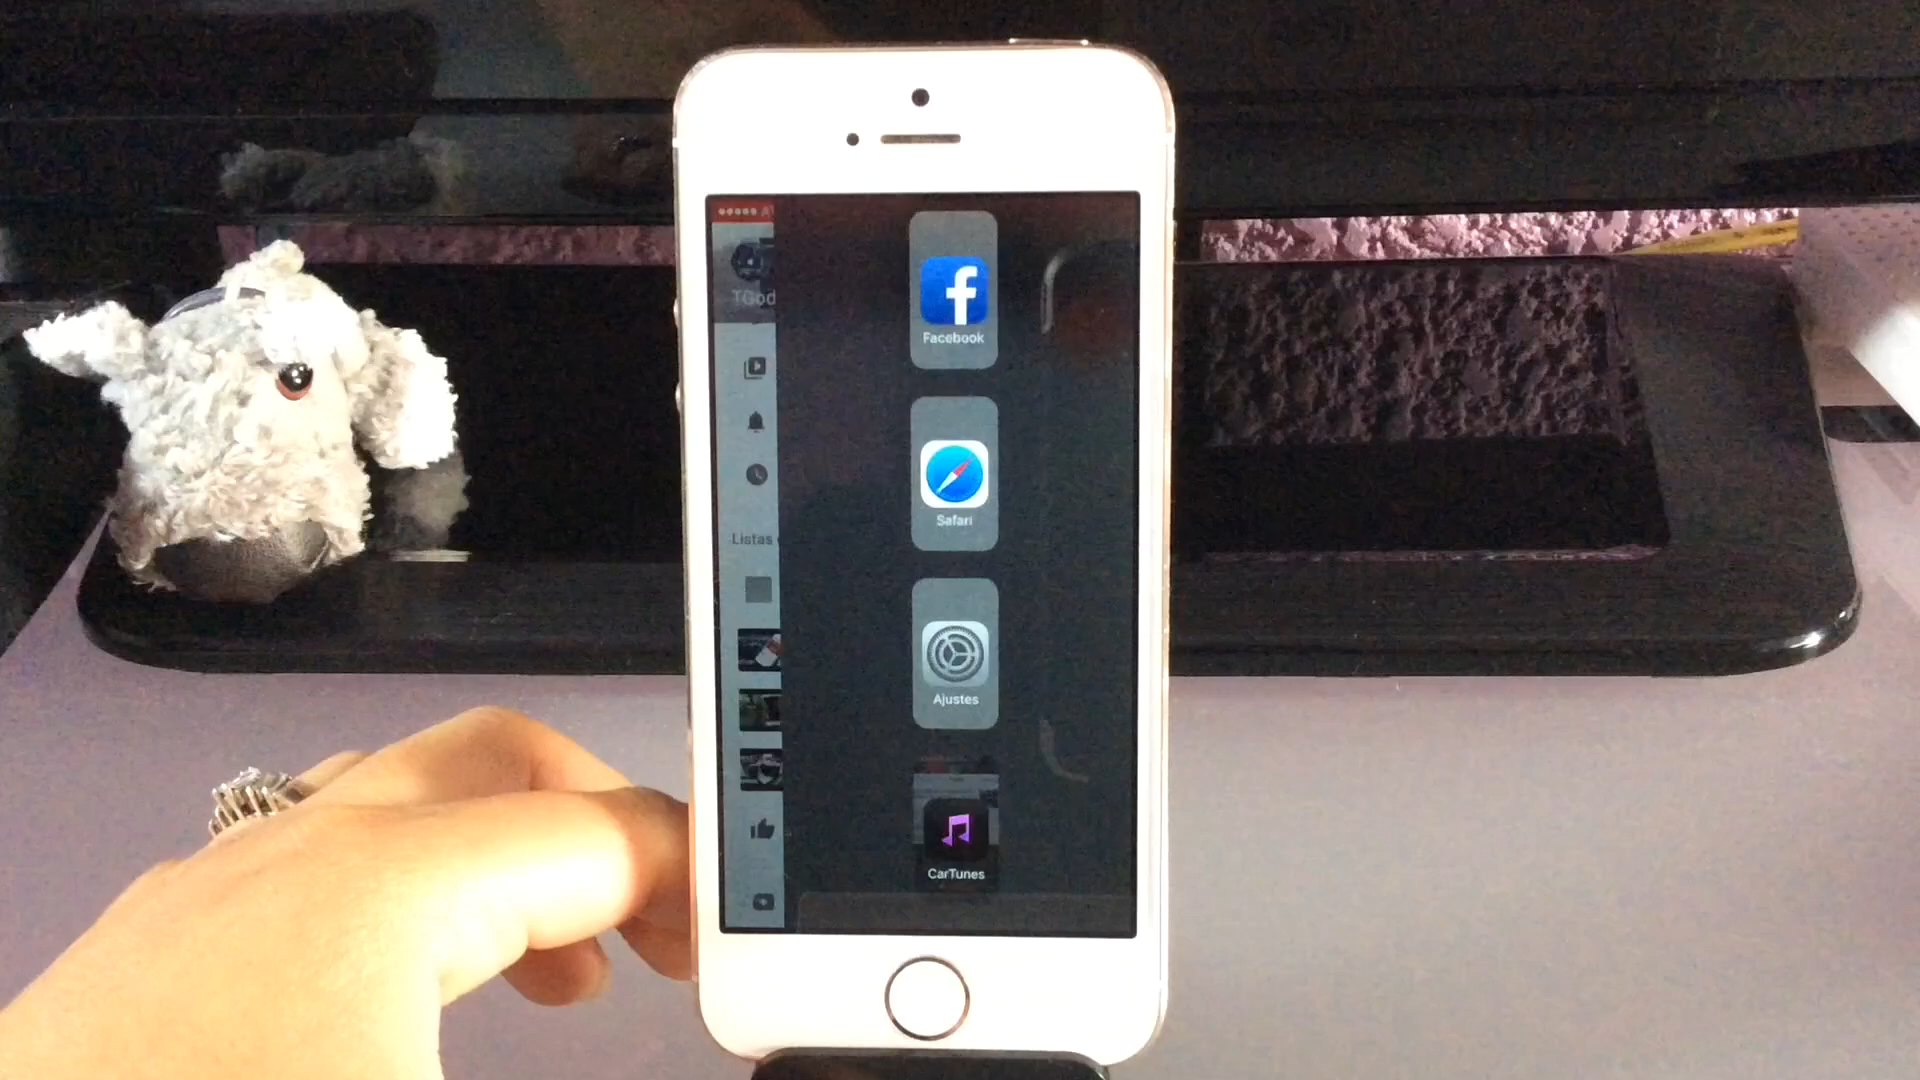 TGod
Facebook
Safari
Listas
Ajustes
CarTunes